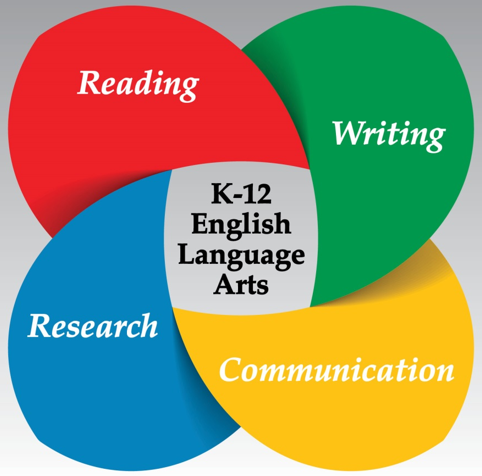 Reading
Writing
K-12
English
Language
Arts
Research
Communication